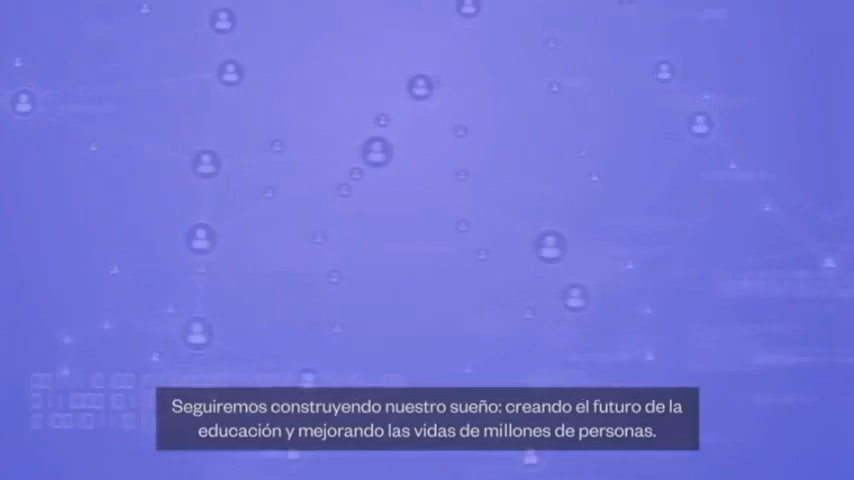 Seguiremos construyendo nuestro sueño: creando el futuro de la
educación y mejorando las vidas de millones de personas.